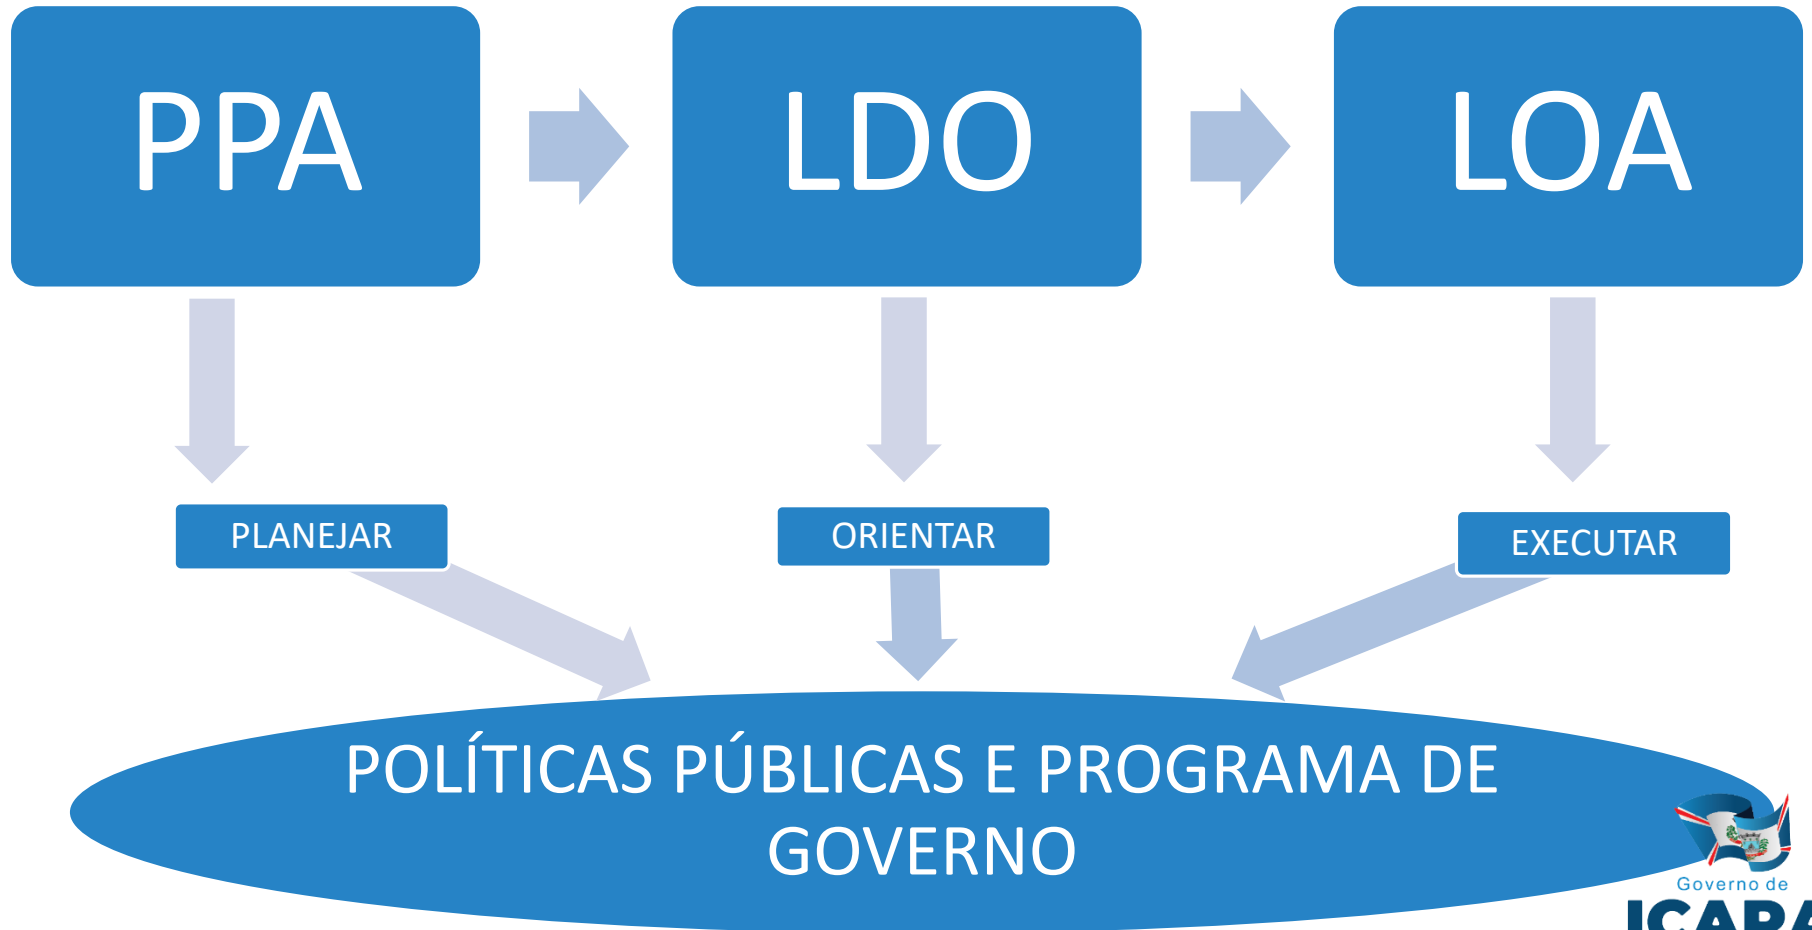 PPA
LDO
LOA
PLANEJAR
ORIENTAR
EXECUTAR
POLÍTICAS PÚBLICAS E PROGRAMA DE
GOVERNO
Governo de